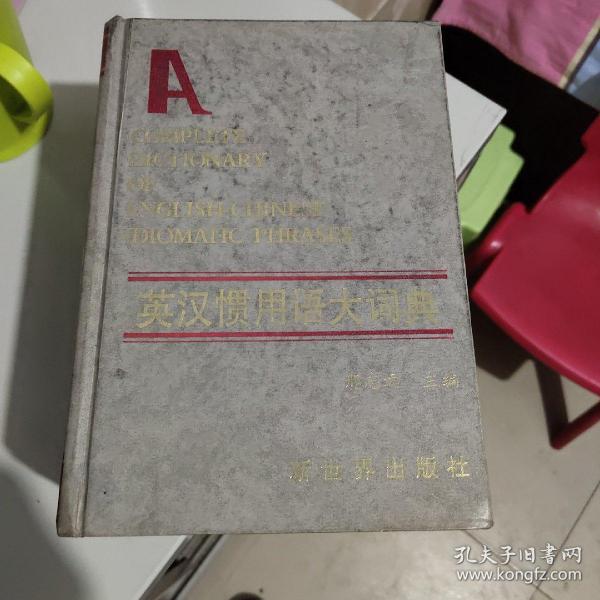 A
COMPLETE
DICTIONARY
OF
ENGLISH-CHINESE
IDIOMATIC PHRASES
英汉惯用语大词典
主编
新世界出版社
孔夫子旧书网
www.kongfz.com